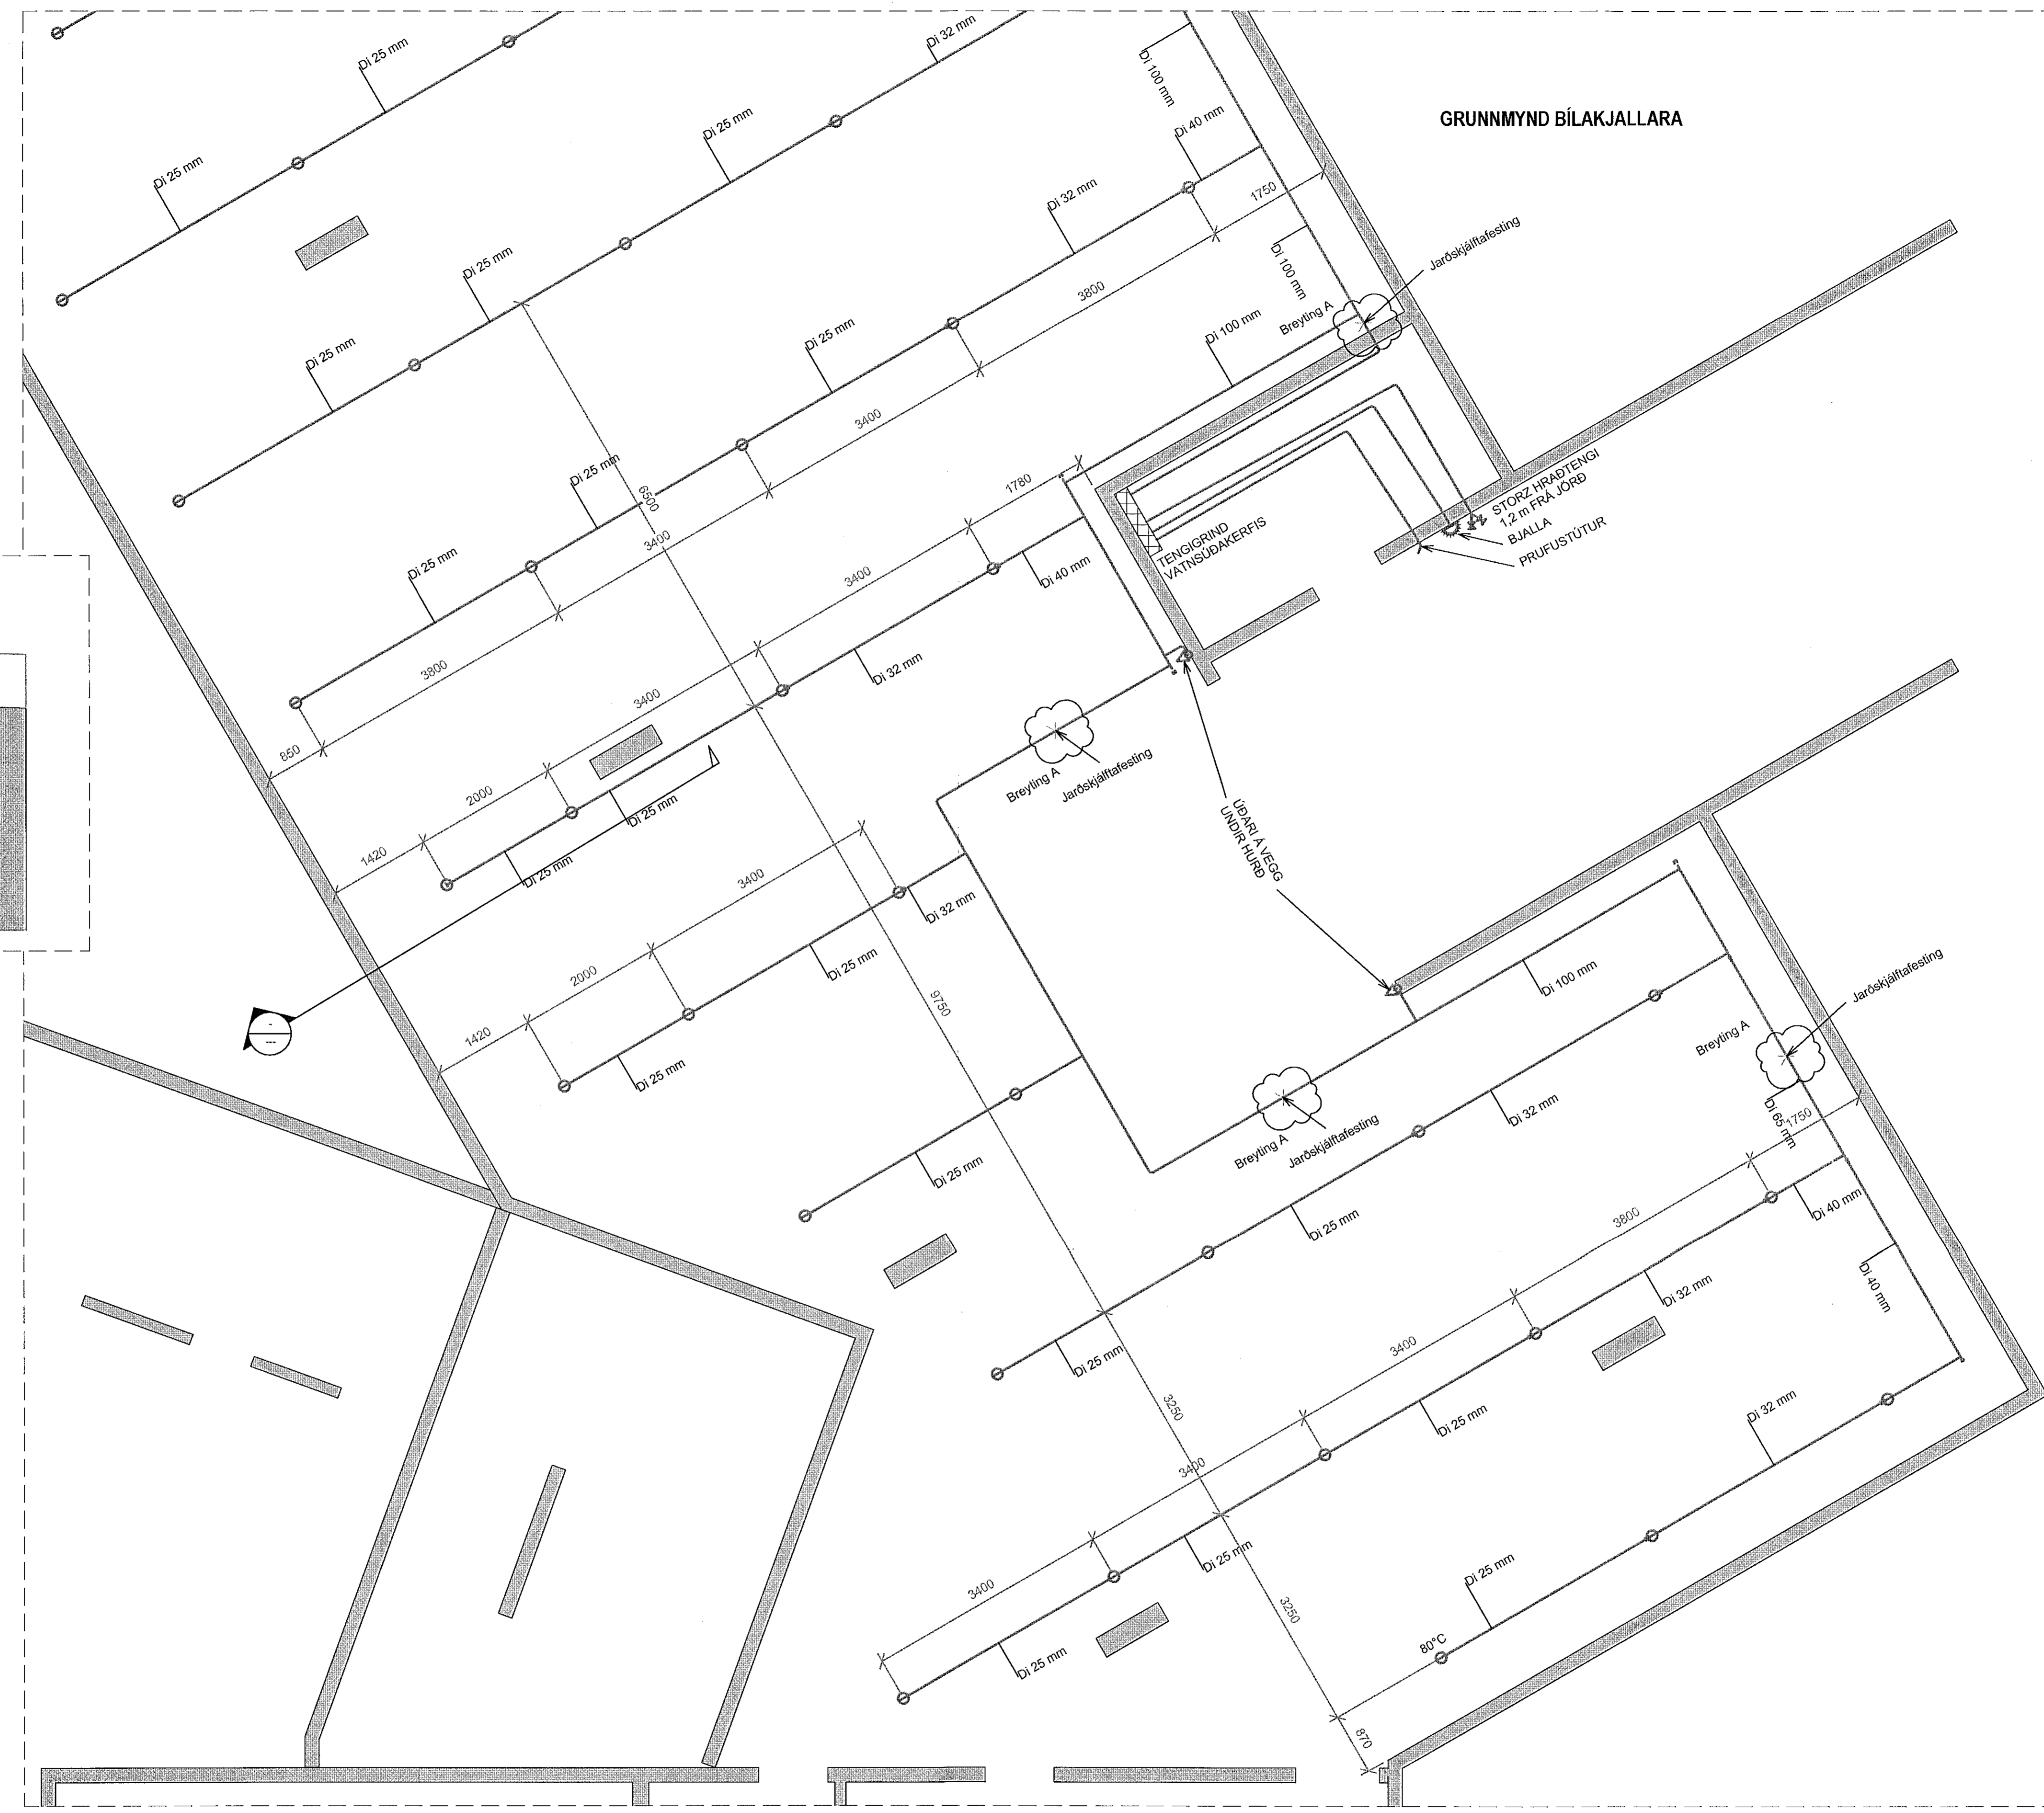 Di 25 mm
Di 32 mm
Di 100 mm
GRUNNMYND BÍLAKJALLARA
Di 25 mm
Di 40 mm
Di 25 mm
Di 32 mm
1750
Jarðskjálftafesting
Di 100 mm
Di 25 mm
3800
Breyting A
Di 25 mm
Di 25 mm
Di 100 mm
3400
Di 25 mm
6500
1780
STORZ HRAÐTENGI
1,2 m FRÁ JÖRÐ
BJALLA
PRUFUSTÚTUR
TENGIGRIND
VATNSÚÐAKERFIS
3400
Di 25 mm
3400
Di 40 mm
3800
Di 32 mm
3400
850
Breyting A
Jarðskjálftafesting
2000
Di 25 mm
1420
Di 25 mm
ÚÐARI Á VEGG
UNDIR HURÐ
3400
Di 32 mm
2000
Di 25 mm
9750
Di 100 mm
Jarðskjálftafesting
Breyting A
1420
Di 25 mm
-
---
Di 65 mm
1750
Di 32 mm
Breyting A
Jarðskjálftafesting
Di 25 mm
Di 25 mm
Di 40 mm
3800
Di 40 mm
Di 32 mm
Di 25 mm
3400
3250
Di 32 mm
Di 25 mm
3400
Di 25 mm
3400
Di 25 mm
3250
80°C
Di 25 mm
870